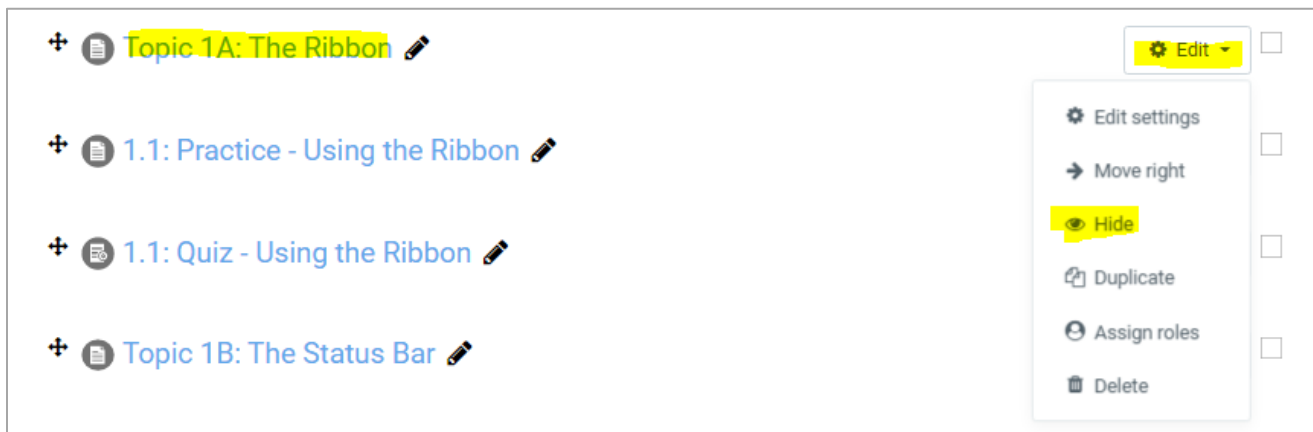 Topic 1A: The Ribbon
Edit
Edit settings
1.1: Practice - Using the Ribbon
Move right
Hide
1.1: Quiz - Using the Ribbon
Duplicate
Assign roles
Topic 1B: The Status Bar
Delete